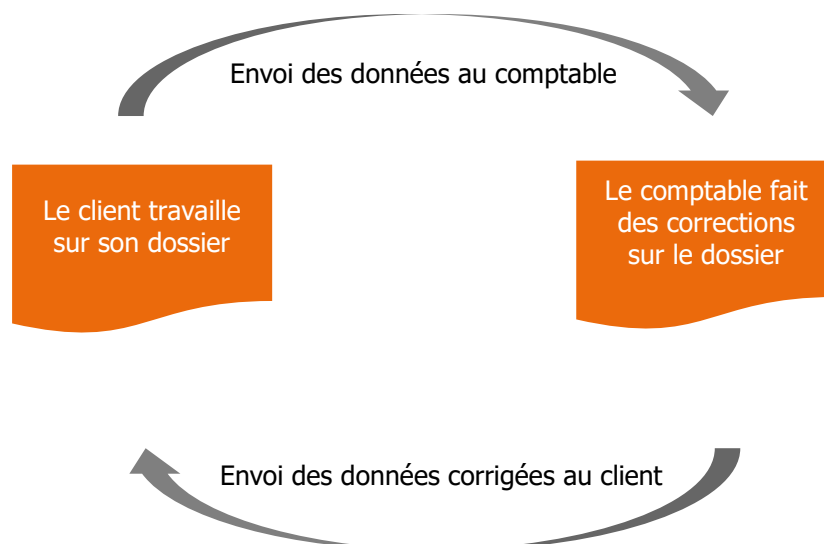 Envoi des données au comptable
Le client travaille
sur son dossier
Le comptable fait
des corrections
sur le dossier
Envoi des données corrigées au client